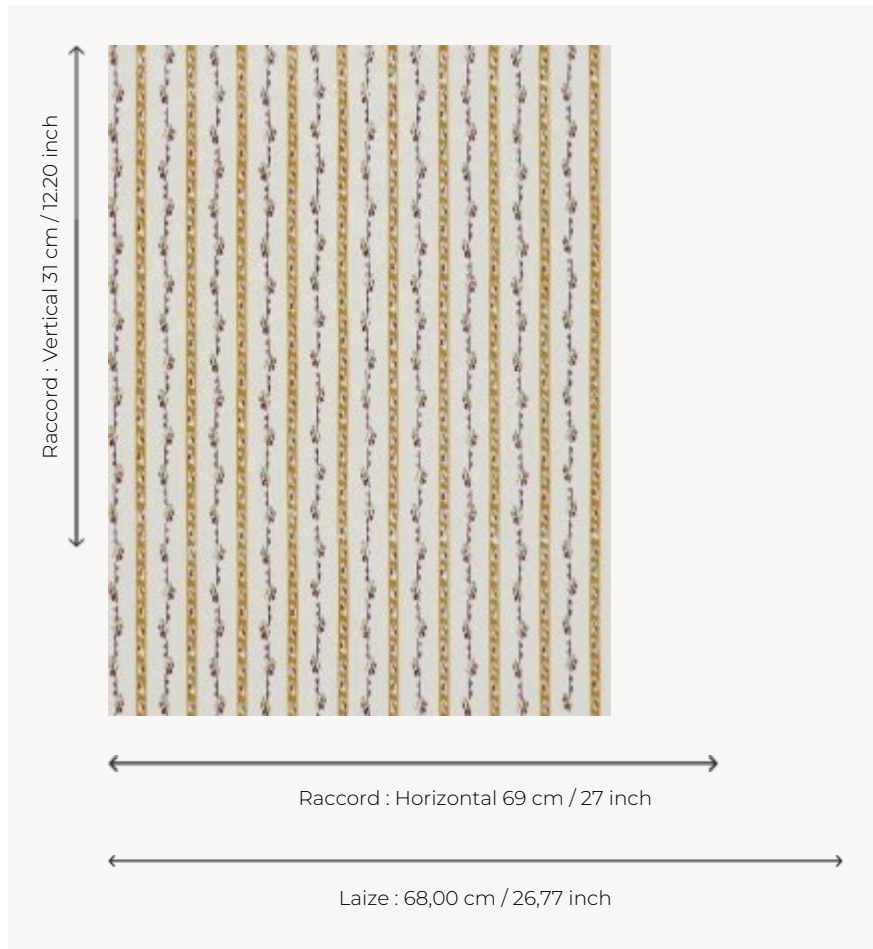 Raccord : Vertical 31 cm / 12.20 inch
Raccord : Horizontal 69 cm / 27 inch
Laize : 68,00 cm / 26,77 inch